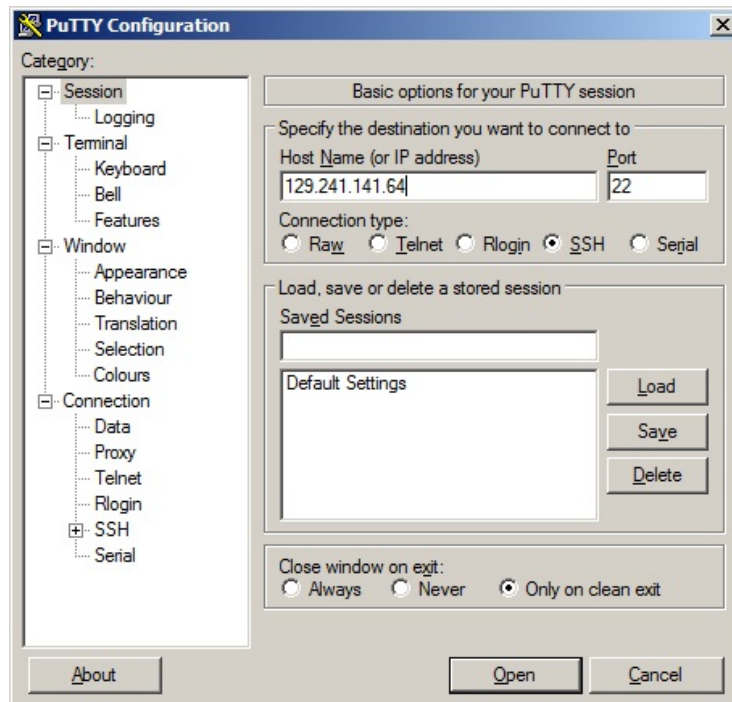 PuTTY Configuration
Category:
Session
Logging
Terminal
Keyboard
Bell
Features
Window
Appearance
Behaviour
Translation
Selection
Colours
Connection
Data
Proxy
Telnet
Rlogin
SSH
Serial
Basic options for your PuTTY session
Specify the destination you want to connect to
Host Name (or IP address) Port
129.241.141.64 22
Connection type:
Raw Telnet Rlogin SSH Serial
Load, save or delete a stored session
Saved Sessions
Default Settings
Load
Save
Delete
Close window on exit:
Always Never Only on clean exit
About Open Cancel